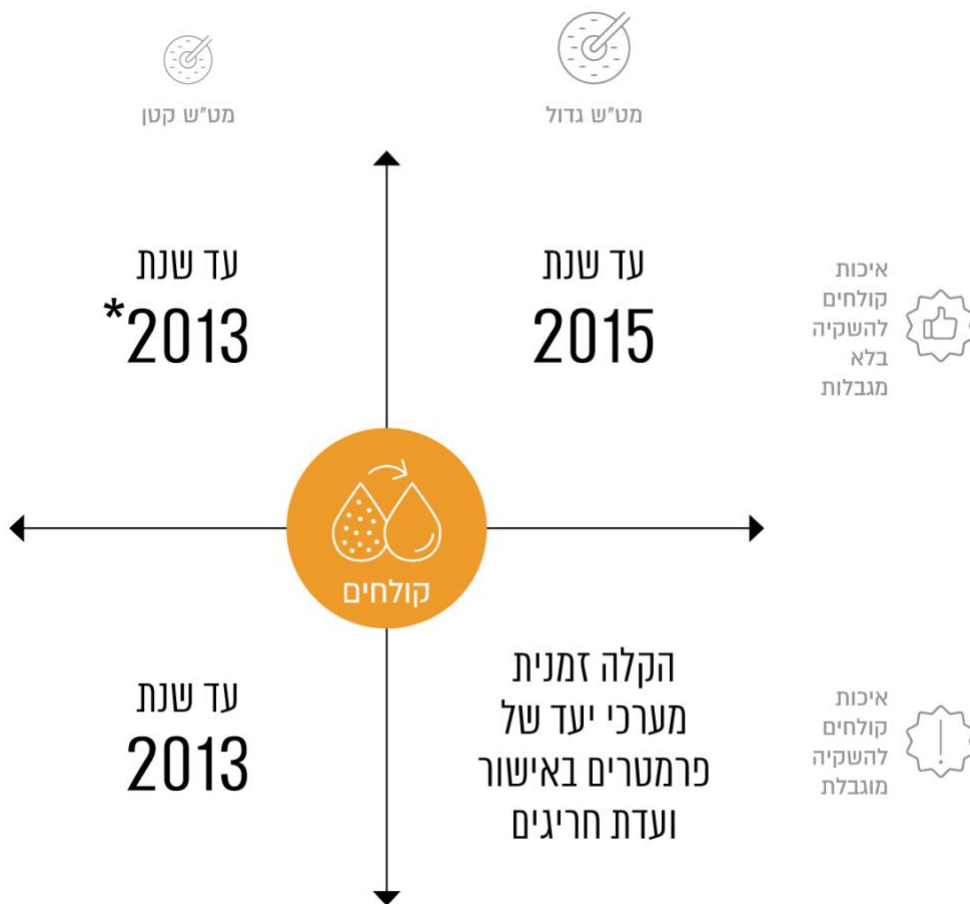 מט"ש גדול
מט"ש קטן
איכות
קולחים
להשקיה
בלא
מגבלות
עד שנת
2015
עד שנת
2013*
קולחים
איכות
קולחים
להשקיה
מוגבלת
הקלה זמנית
מערכי יעד של
פרמטרים באישור
ועדת חריגים
עד שנת
2013